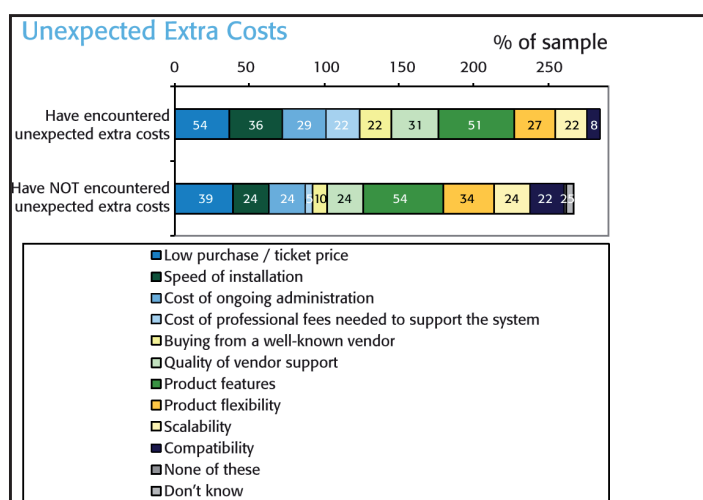 Unexpected Extra Costs
% of sample
0 50 100 150 200 250
Have encountered
unexpected extra costs
54 36 29 22 22 31 51 27 22 8
Have NOT encountered
unexpected extra costs
39 24 24 5 10 24 54 34 24 22 2 5
Low purchase / ticket price
Speed of installation
Cost of ongoing administration
Cost of professional fees needed to support the system
Buying from a well-known vendor
Quality of vendor support
Product features
Product flexibility
Scalability
Compatibility
None of these
Don't know